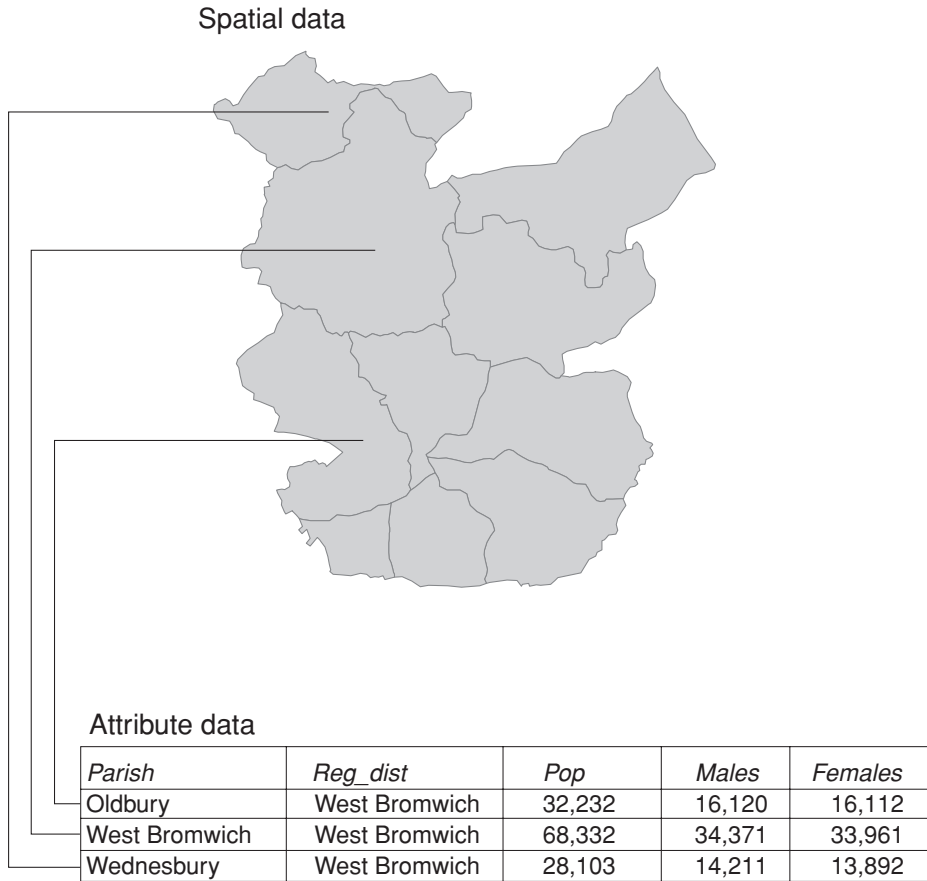 Spatial data
Attribute data
Parish Reg_dist Pop Males Females
Oldbury West Bromwich 32,232 16,120 16,112
West Bromwich West Bromwich 68,332 34,371 33,961
Wednesbury West Bromwich 28,103 14,211 13,892